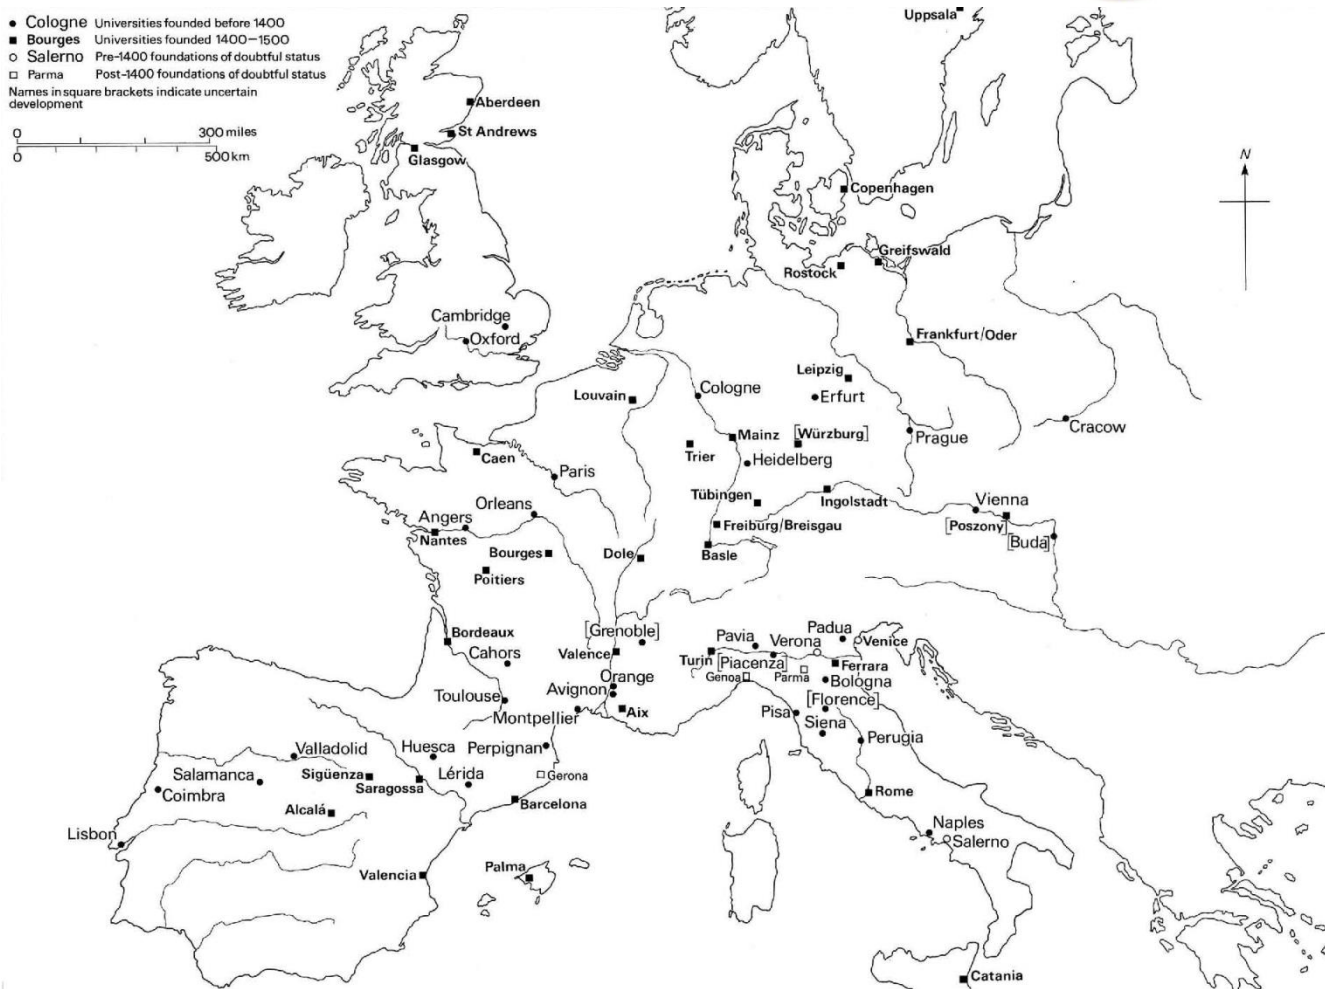 Cologne Universities founded before 1400
Bourges Universities founded 1400–1500
Salerno Pre-1400 foundations of doubtful status
Parma Post-1400 foundations of doubtful status
Names in square brackets indicate uncertain
development
0 300 miles
0 500 km
Uppsala
Aberdeen
St Andrews
Glasgow
N
Copenhagen
Greifswald
Rostock
Cambridge
Oxford
Frankfurt/Oder
Leipzig
Louvain
Cologne
Erfurt
Cracow
Mainz
[Würzburg]
Prague
Caen
Trier
Heidelberg
Paris
Tübingen
Ingolstadt
Vienna
Orleans
Angers
Freiburg/Breisgau
[Poszony]
Nantes
[Buda]
Bourges
Dole
Basle
Poitiers
Bordeaux
[Grenoble]
Pavia
Verona
Padua
Venice
Cahors
Valence
Turin
[Piacenza]
Ferrara
Orange
Genoa
Parma
Bologna
Toulouse
Avignon
[Florence]
Montpellier
Aix
Pisa
Siena
Perugia
Valladolid
Huesca
Perpignan
Salamanca
Sigüenza
Lérida
Gerona
Coimbra
Saragossa
Rome
Alcalá
Barcelona
Lisbon
Naples
Salerno
Palma
Valencia
Catania